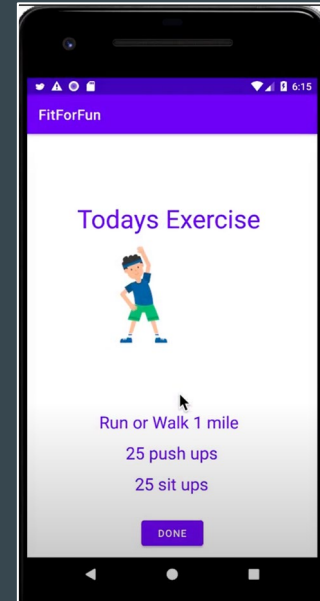 6:15
FitForFun
Todays Exercise
Run or Walk 1 mile
25 push ups
25 sit ups
DONE